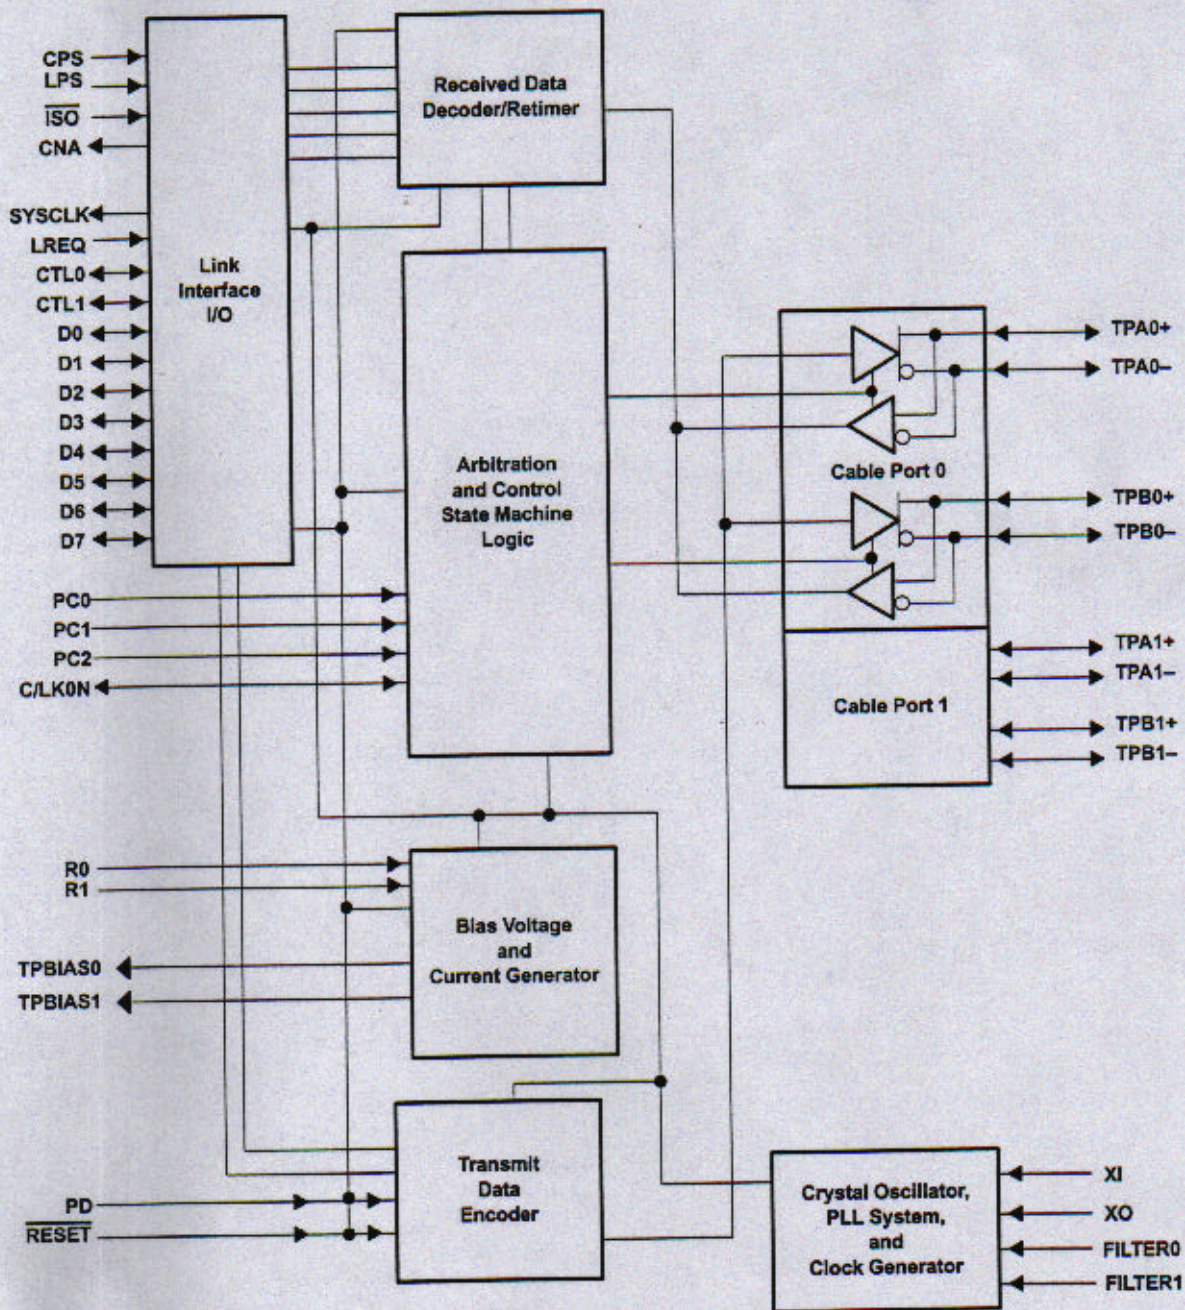 CPS
LPS
ISO
CNA
SYSCLK
LREQ
CTL0
CTL1
D0
D1
D2
D3
D4
D5
D6
D7
PC0
PC1
PC2
C/LK0N
R0
R1
TPBIAS0
TPBIAS1
PD
RESET
Link
Interface
I/O
Received Data
Decoder/Retimer
Arbitration
and Control
State Machine
Logic
Bias Voltage
and
Current Generator
Transmit
Data
Encoder
Cable Port 0
Cable Port 1
TPA0+
TPA0–
TPB0+
TPB0–
TPA1+
TPA1–
TPB1+
TPB1–
Crystal Oscillator,
PLL System,
and
Clock Generator
XI
XO
FILTER0
FILTER1